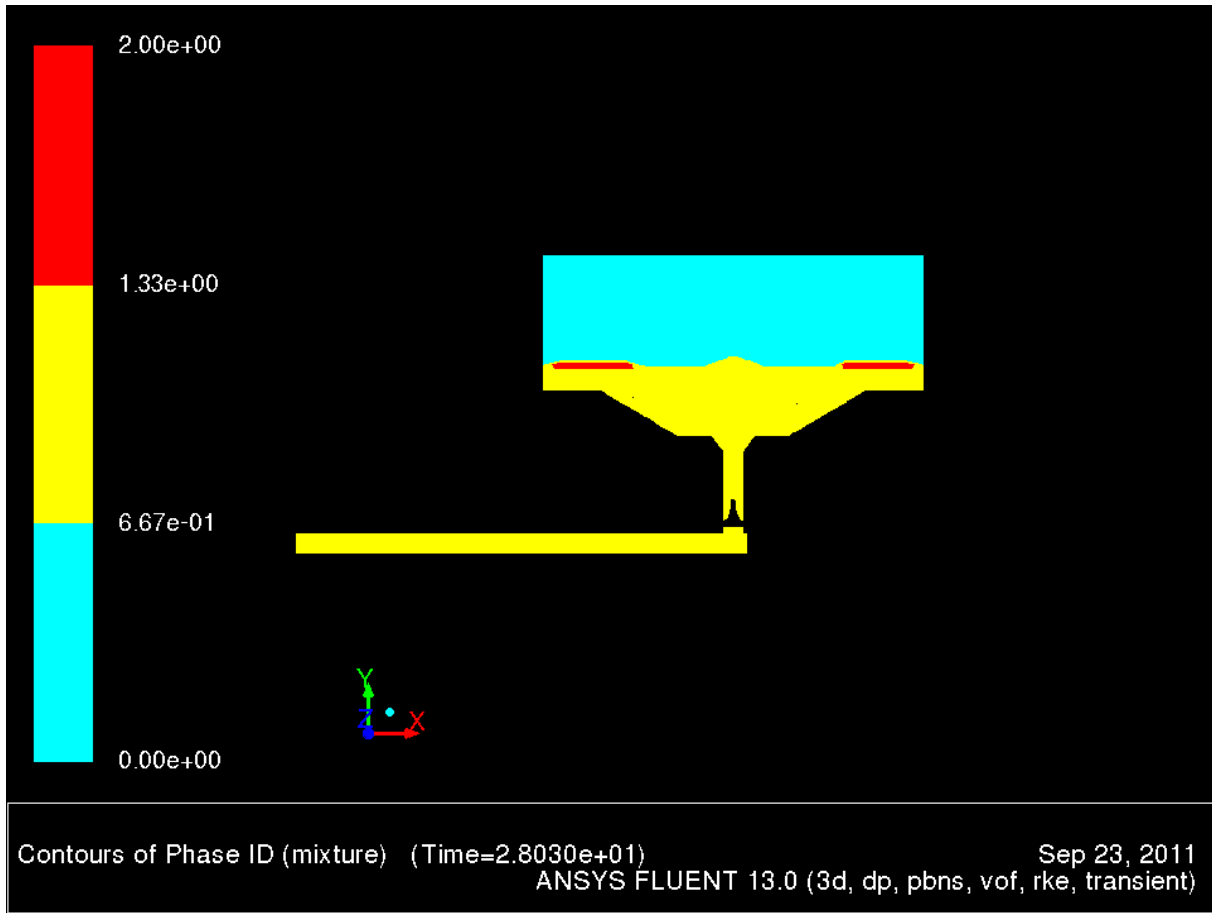 2.00e+00
1.33e+00
6.67e-01
0.00e+00
Y
Z
X
Contours of Phase ID (mixture) (Time=2.8030e+01)
Sep 23, 2011
ANSYS FLUENT 13.0 (3d, dp, pbns, vof, rke, transient)